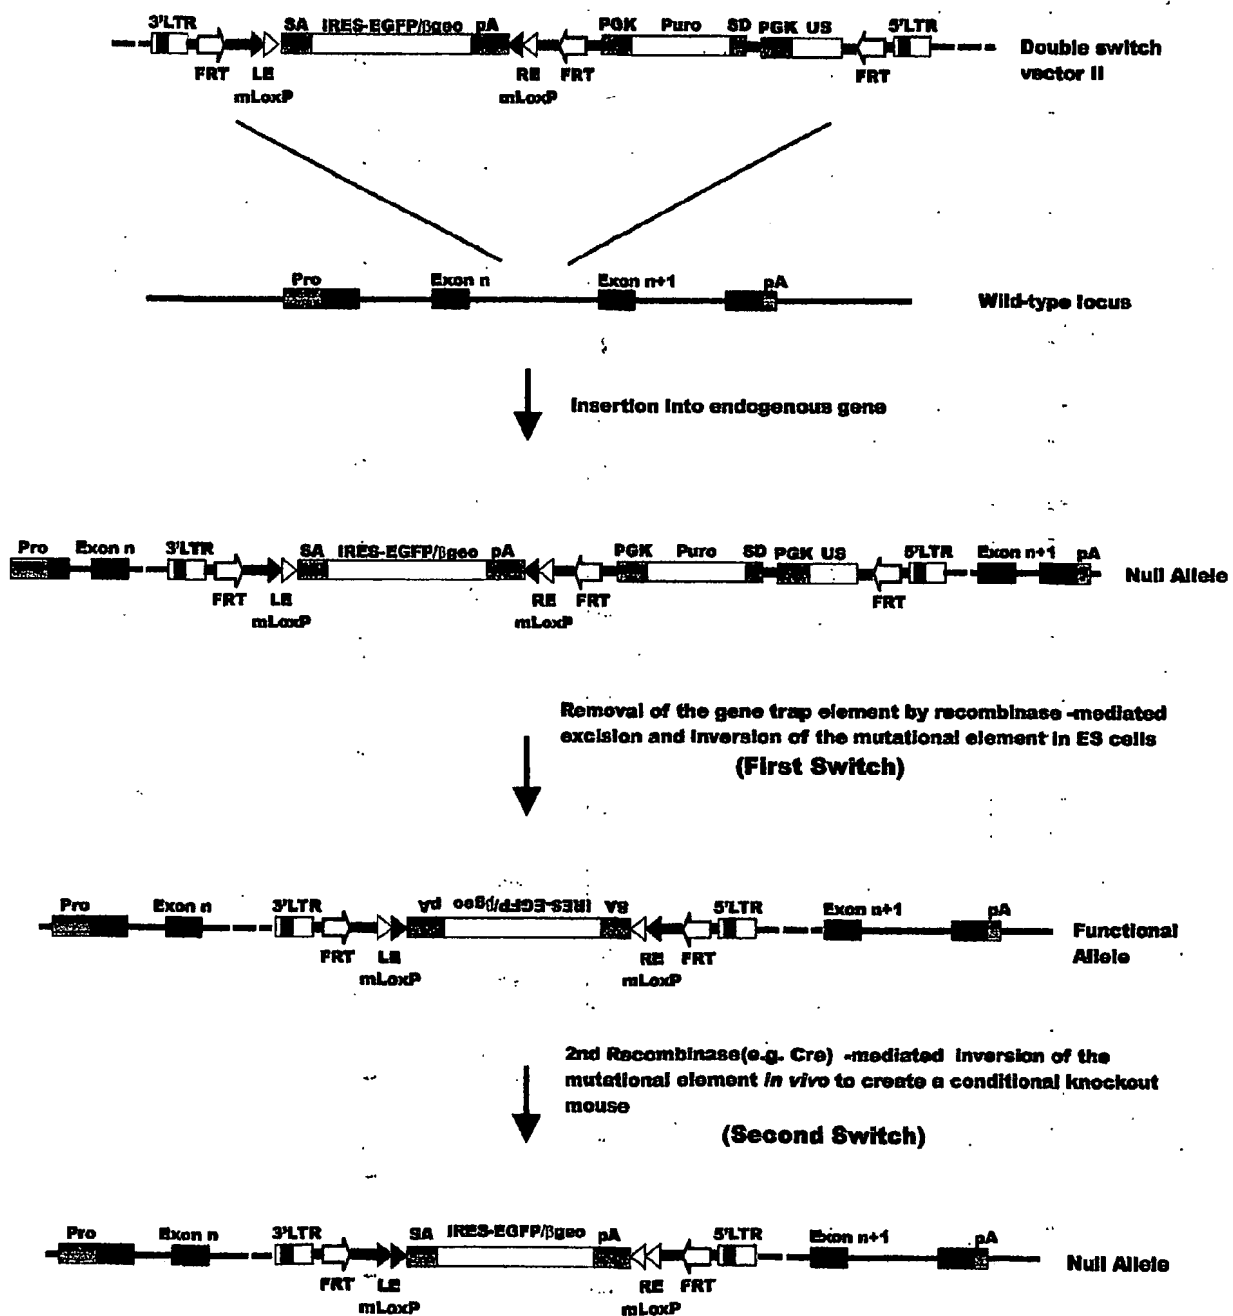 3'LTR SA IRES-EGFP/βgeo pA PGK Puro SD PGK US 5'LTR
Double switch
vector II
FRT LE RE FRT FRT
mLoxP mLoxP
Pro Exon n Exon n+1 pA
Wild-type locus
Insertion into endogenous gene
Pro Exon n 3'LTR SA IRES-EGFP/βgeo pA PGK Puro SD PGK US 5'LTR Exon n+1 pA
Null Allele
FRT LE RE FRT FRT
mLoxP mLoxP
Removal of the gene trap element by recombinase -mediated
excision and inversion of the mutational element in ES cells
(First Switch)
Pro Exon n 3'LTR pA IRES-EGFP/βgeo SA 5'LTR Exon n+1 pA
Functional
Allele
FRT LE RE FRT
mLoxP mLoxP
2nd Recombinase(e.g. Cre) -mediated inversion of the
mutational element in vivo to create a conditional knockout
mouse
(Second Switch)
Pro Exon n 3'LTR SA IRES-EGFP/βgeo pA 5'LTR Exon n+1 pA
Null Allele
FRT LE RE FRT
mLoxP mLoxP